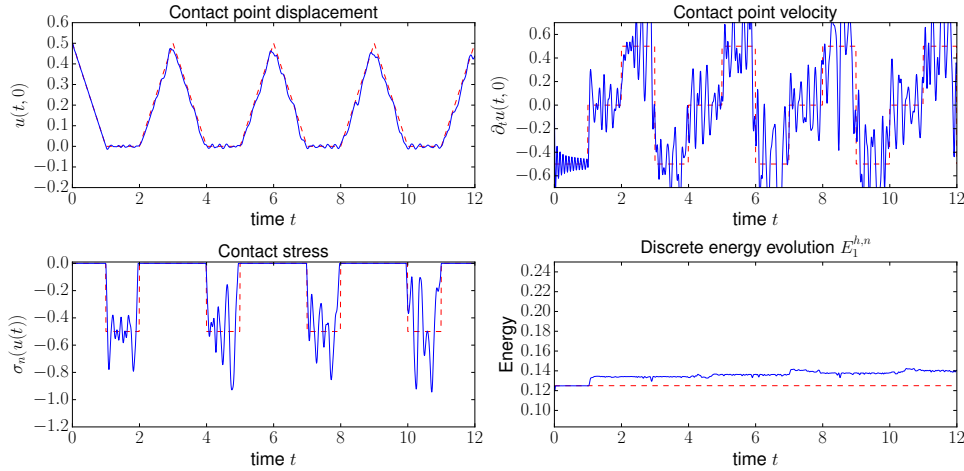 Contact point displacement
u(t, 0)
0.5
0.4
0.3
0.2
0.1
0.0
−0.1
0.2
0 2 4 6 8 10 12
time t
Contact point velocity
∂ₜu(t, 0)
0.6
0.4
0.2
0.0
−0.2
−0.4
−0.6
0 2 4 6 8 10 12
time t
Contact stress
σₙ(u(t))
0.0
−0.2
−0.4
−0.6
−0.8
−1.0
−1.2
0 2 4 6 8 10 12
time t
Discrete energy evolution E₁ʰ,ⁿ
Energy
0.24
0.22
0.20
0.18
0.16
0.14
0.12
0.10
0 2 4 6 8 10 12
time t